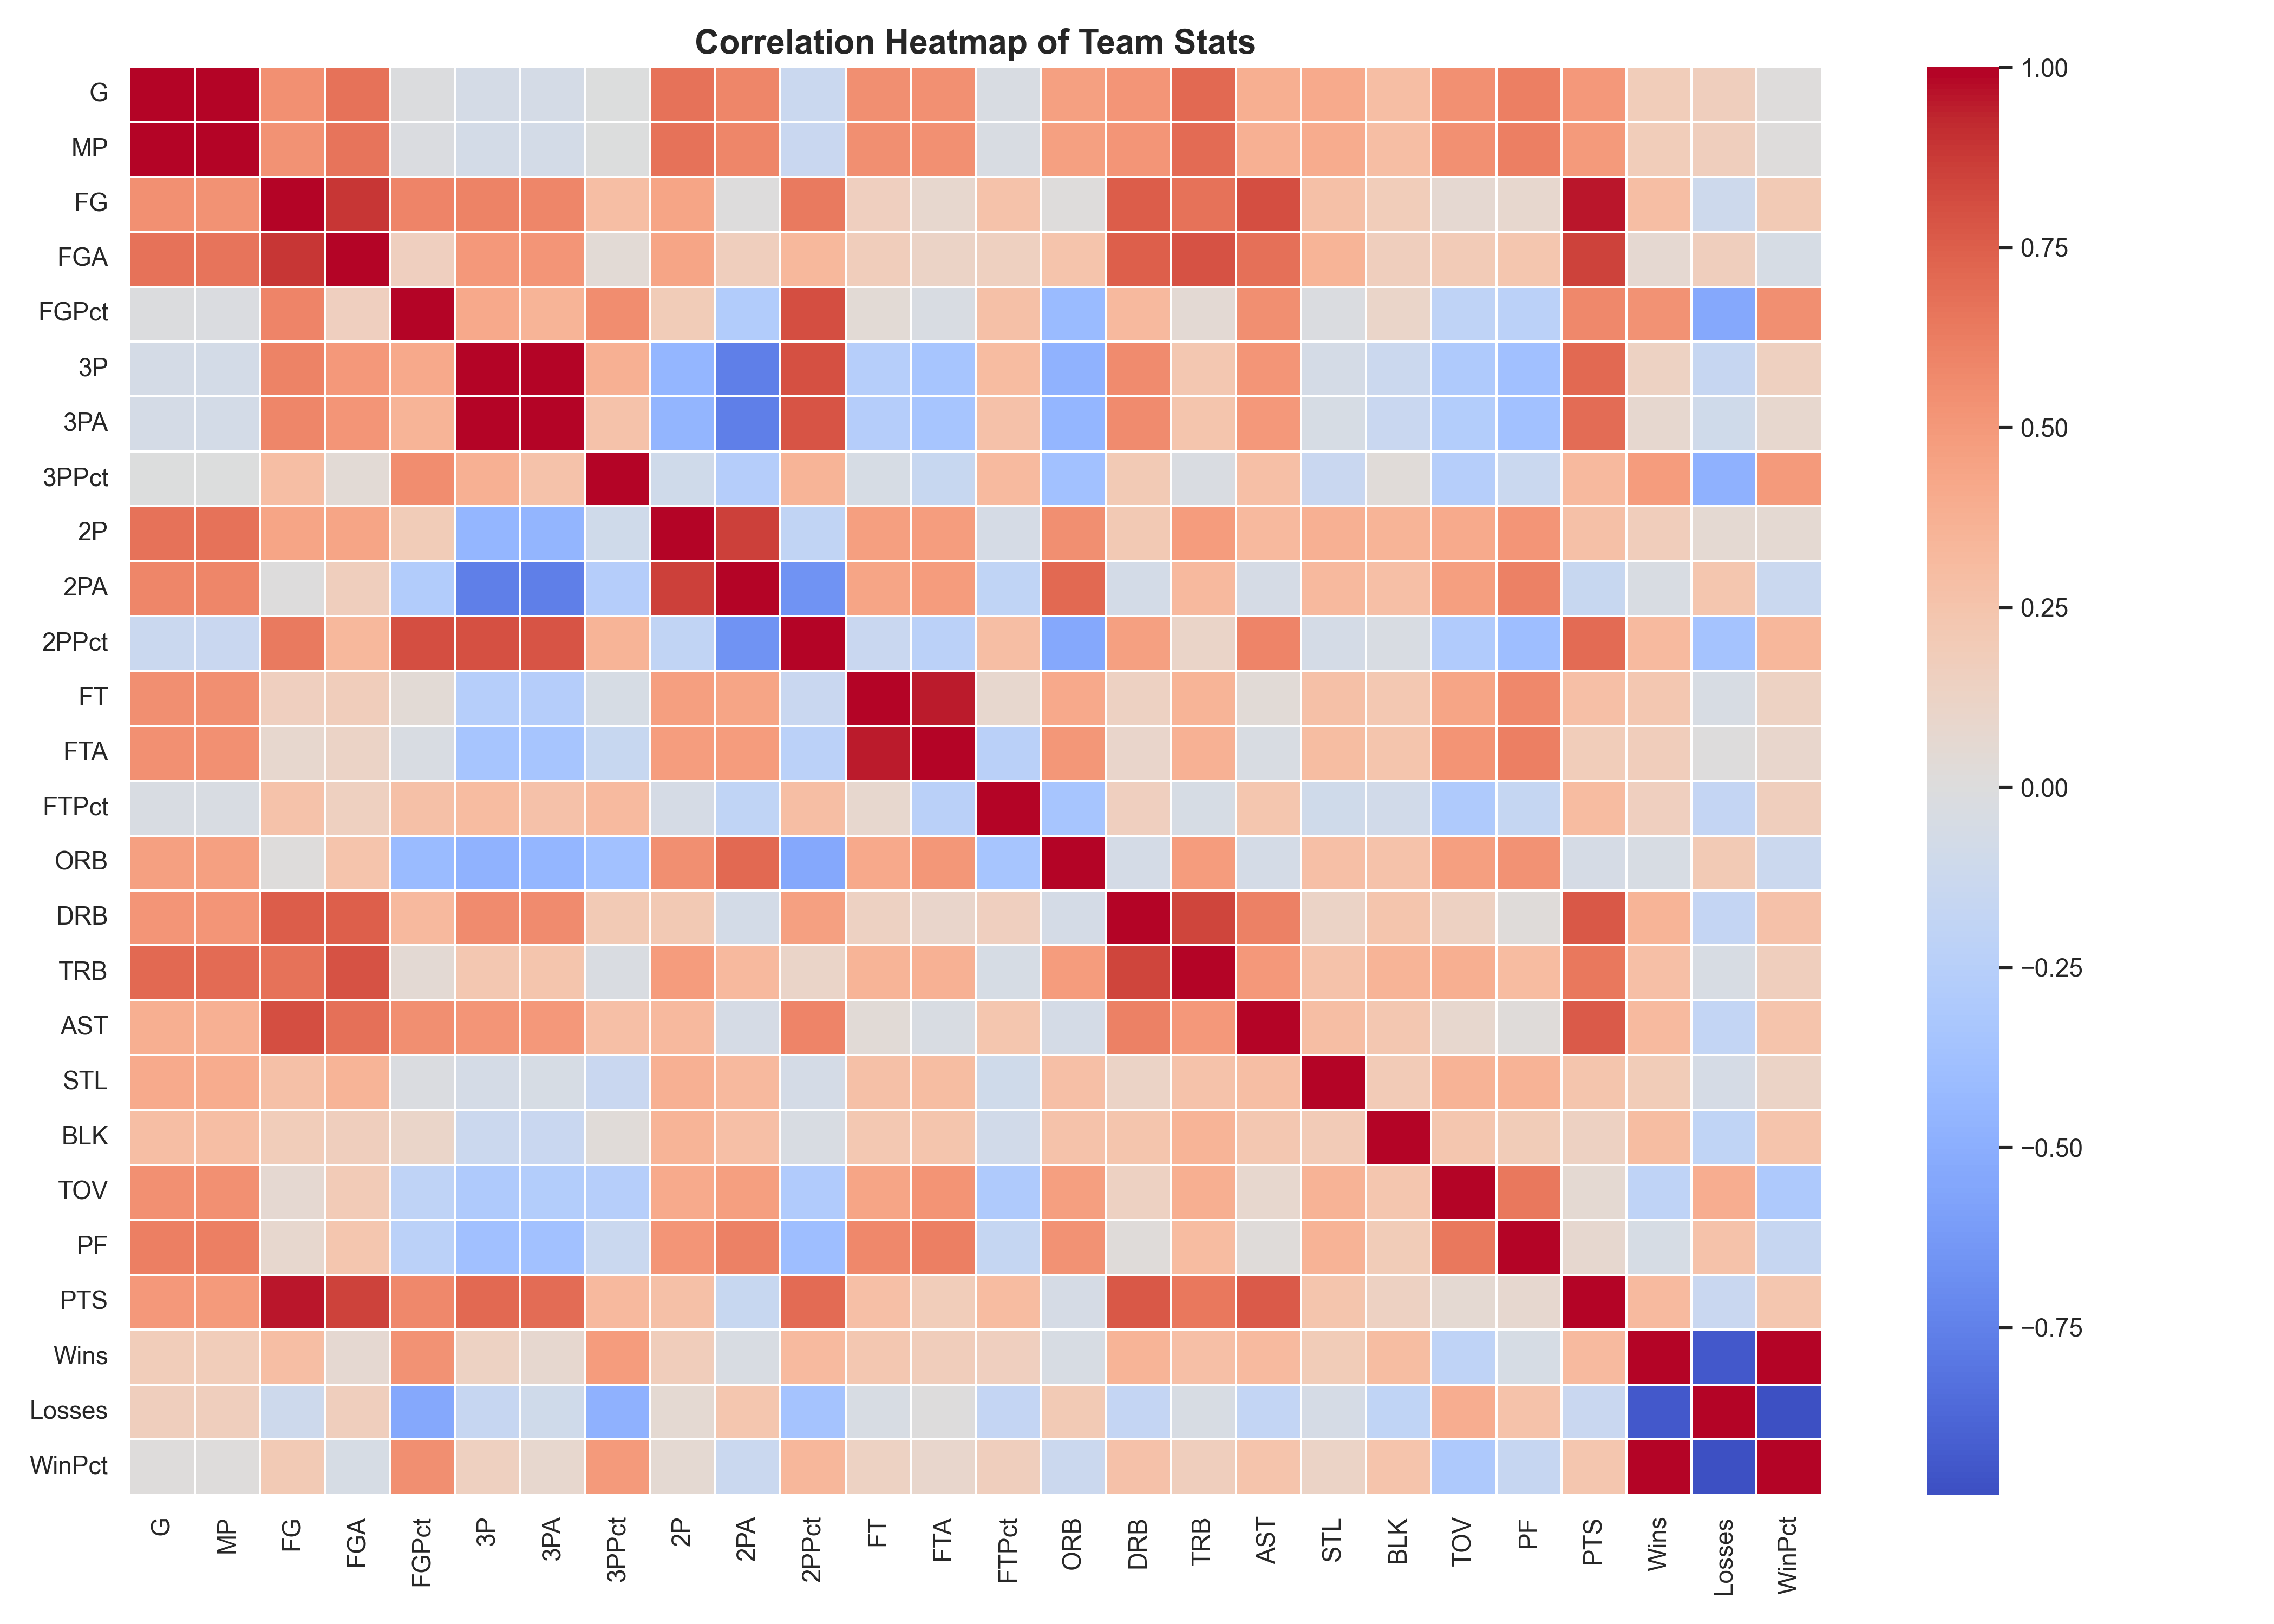 Correlation Heatmap of Team Stats
G
MP
FG
FGA
FGPct
3P
3PA
3PPct
2P
2PA
2PPct
FT
FTA
FTPct
ORB
DRB
TRB
AST
STL
BLK
TOV
PF
PTS
Wins
Losses
WinPct
G MP FG FGA FGPct 3P 3PA 3PPct 2P 2PA 2PPct FT FTA FTPct ORB DRB TRB AST STL BLK TOV PF PTS Wins Losses WinPct
1.00
0.75
0.50
0.25
0.00
−0.25
−0.50
−0.75